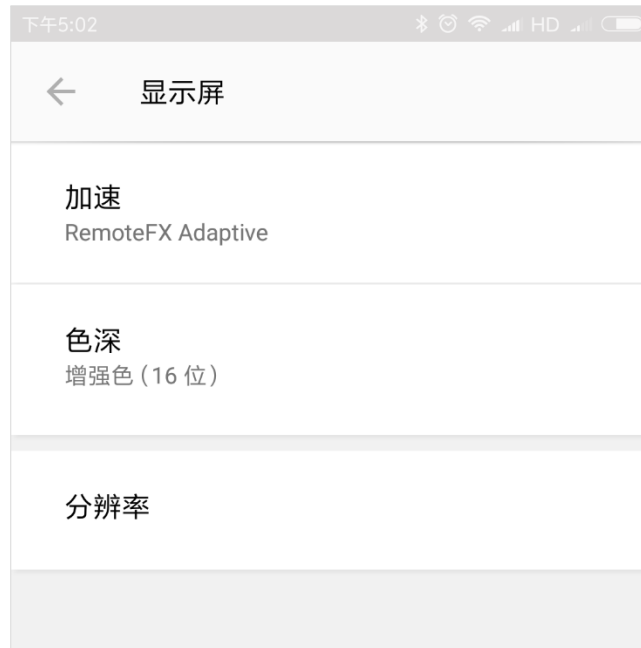 下午5:02 HD
显示屏
加速
RemoteFX Adaptive
色深
增强色(16 位)
分辨率